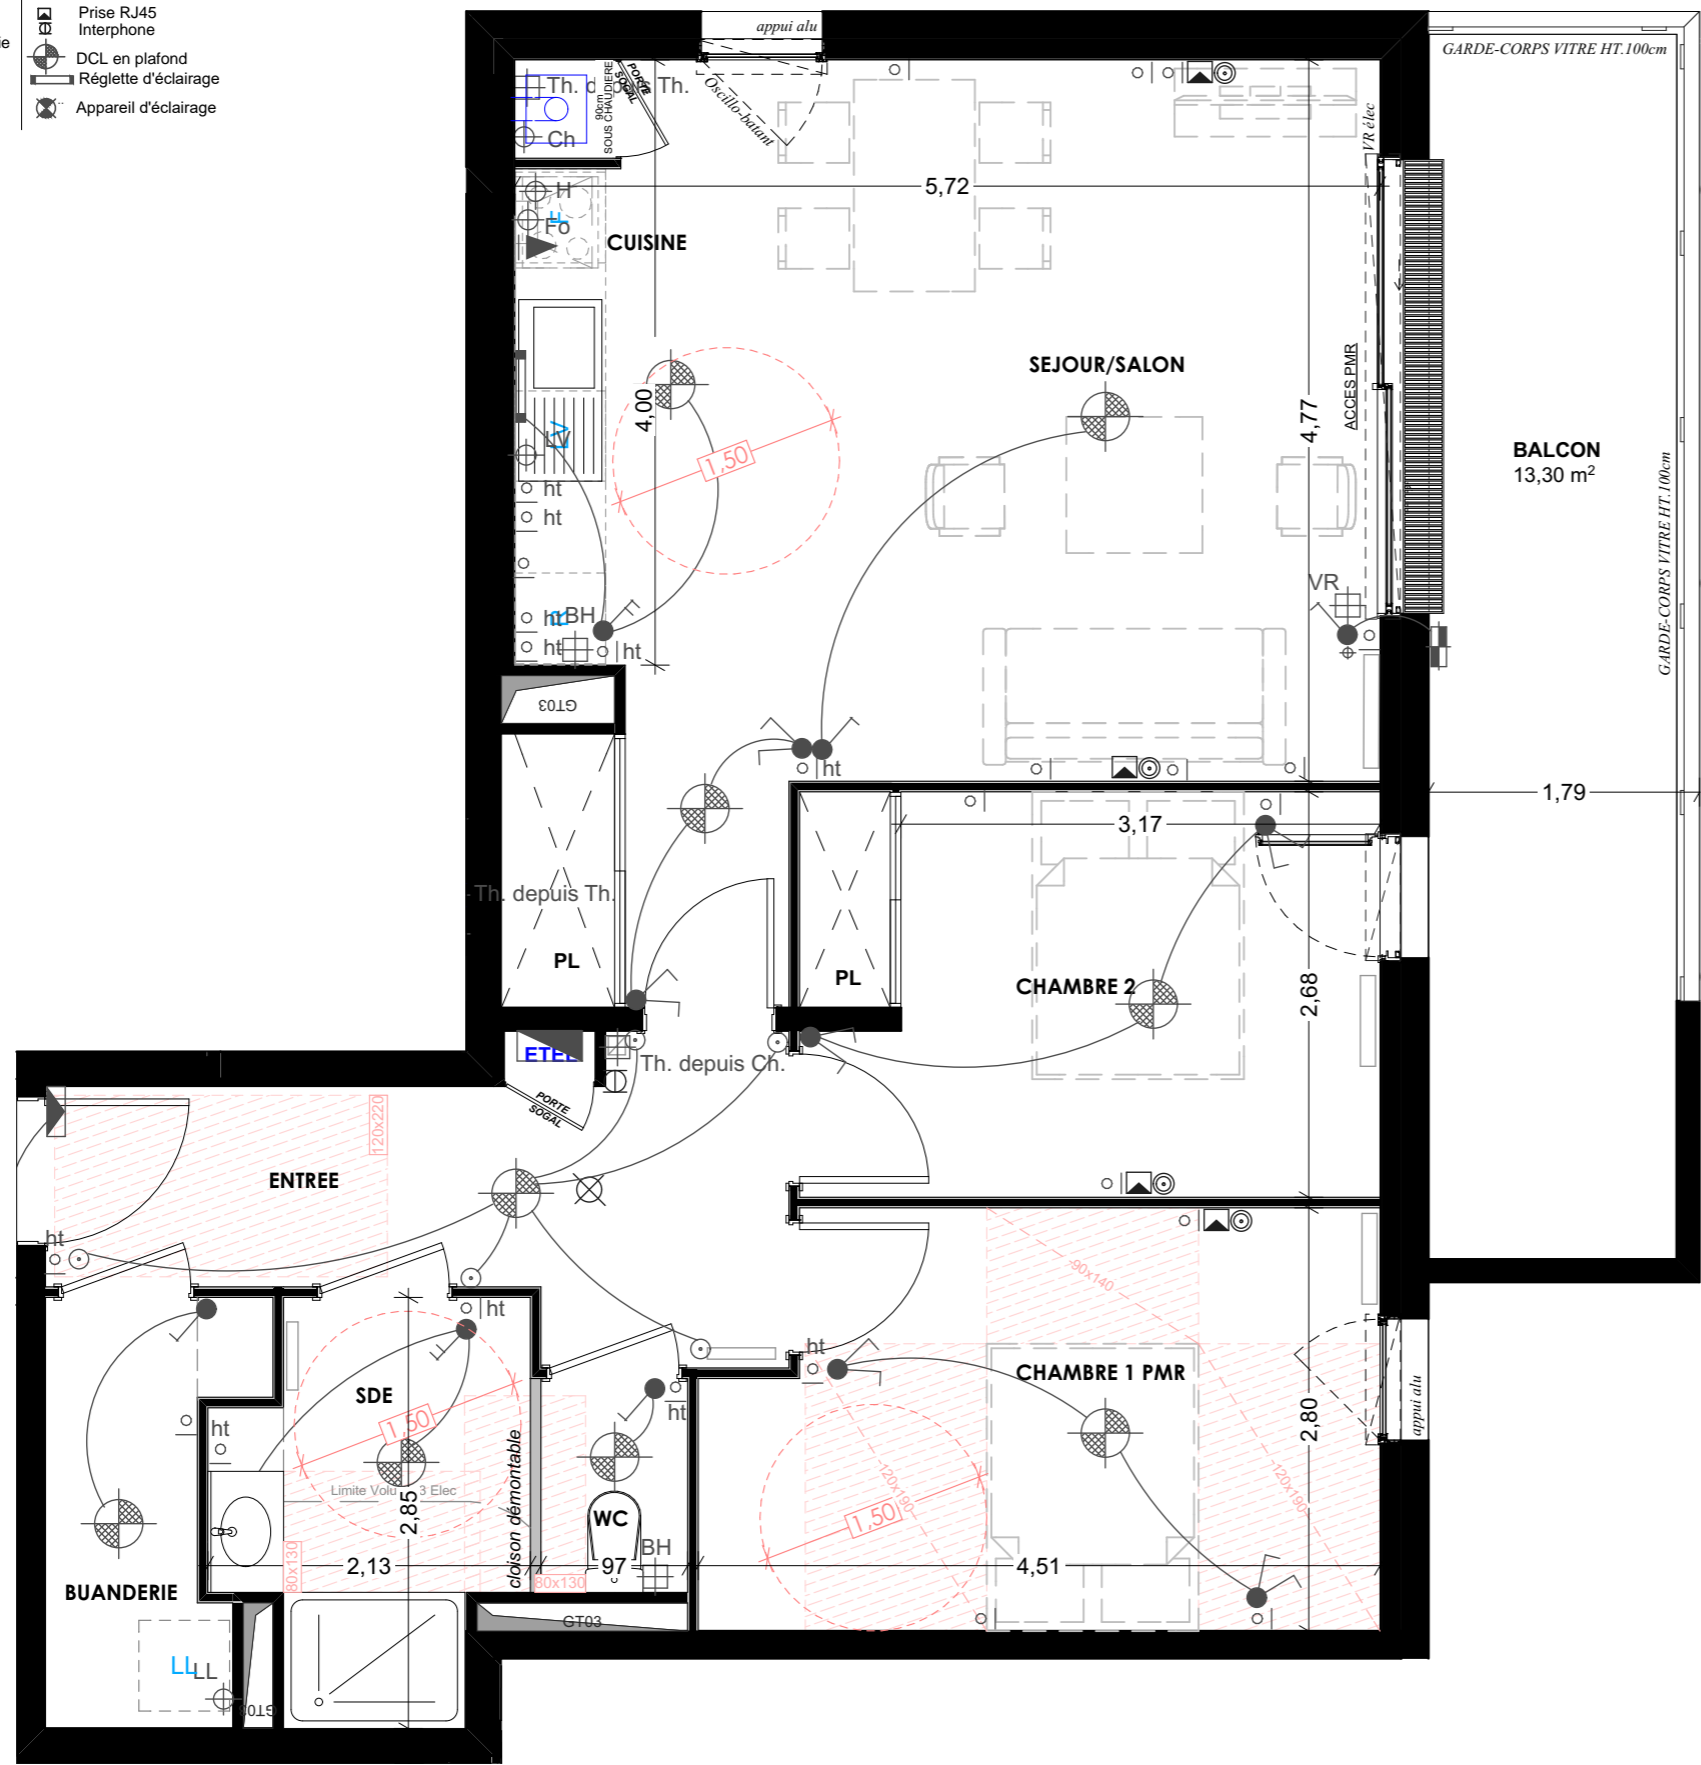 Prise RJ45
Interphone
ie
DCL en plafond
Réglette d'éclairage
Appareil d'éclairage
appui alu
GARDE-CORPS VITRE HT.100cm
Th. depuis Th.
90cm
SOUS CHAUDIERE
PORTE
SOGAL
Oscillo-batant
VR élec
Ch
5,72
H
F
Fo
CUISINE
SEJOUR/SALON
ACCES PMR
4,00
4,77
1,50
BALCON
13,30 m²
GARDE-CORPS VITRE HT.100cm
LV
LV
ht
ht
VR
R
ht
BH
ht
ht
GT03
ht
1,79
3,17
Th. depuis Th.
PL
PL
CHAMBRE 2
2,68
ETEL
Th. depuis Ch.
PORTE
SOGAL
120x220
ENTREE
ht
90x140
ht
ht
CHAMBRE 1 PMR
SDE
1,50
ht
ht
2,80
appui alu
cloison démontable
Limite Volu 3 Elec
2,85
120x190
120x190
1,50
WC
BH
80x130
2,13
97
80x130
4,51
BUANDERIE
GT03
LL
LL
GT03